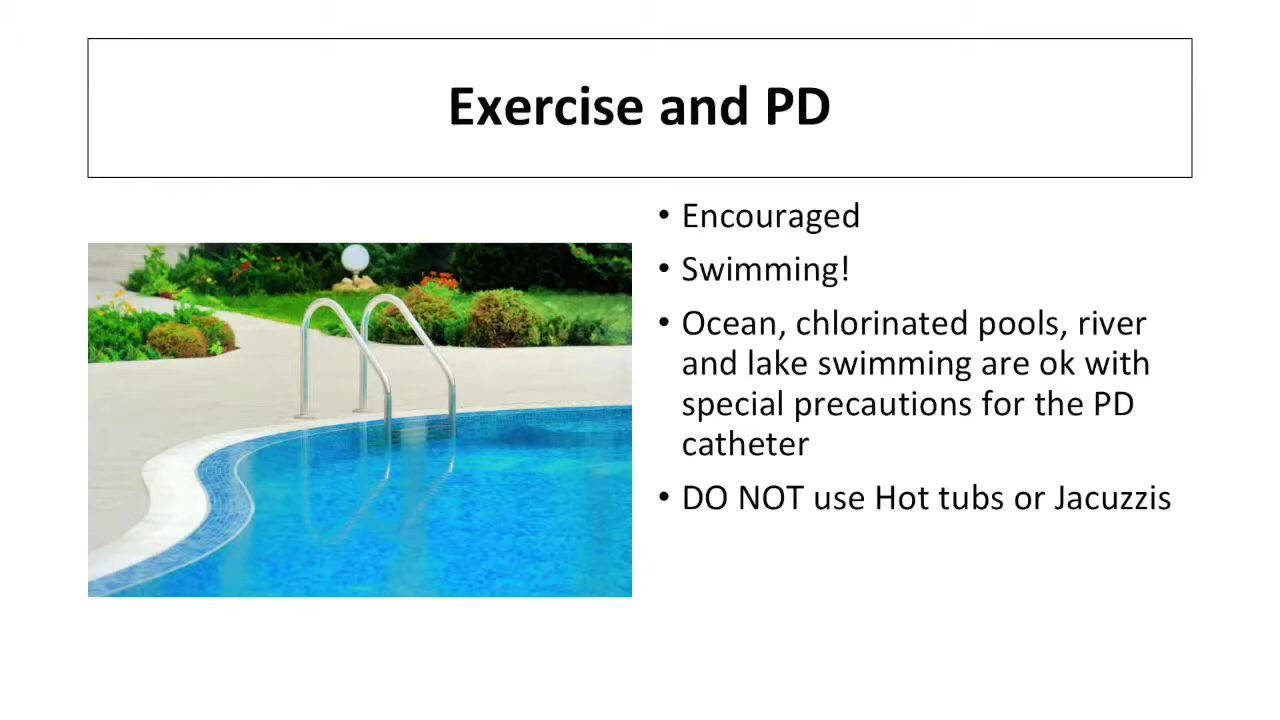 Exercise and PD
• Encouraged
• Swimming!
• Ocean, chlorinated pools, river
and lake swimming are ok with
special precautions for the PD
catheter
• DO NOT use Hot tubs or Jacuzzis